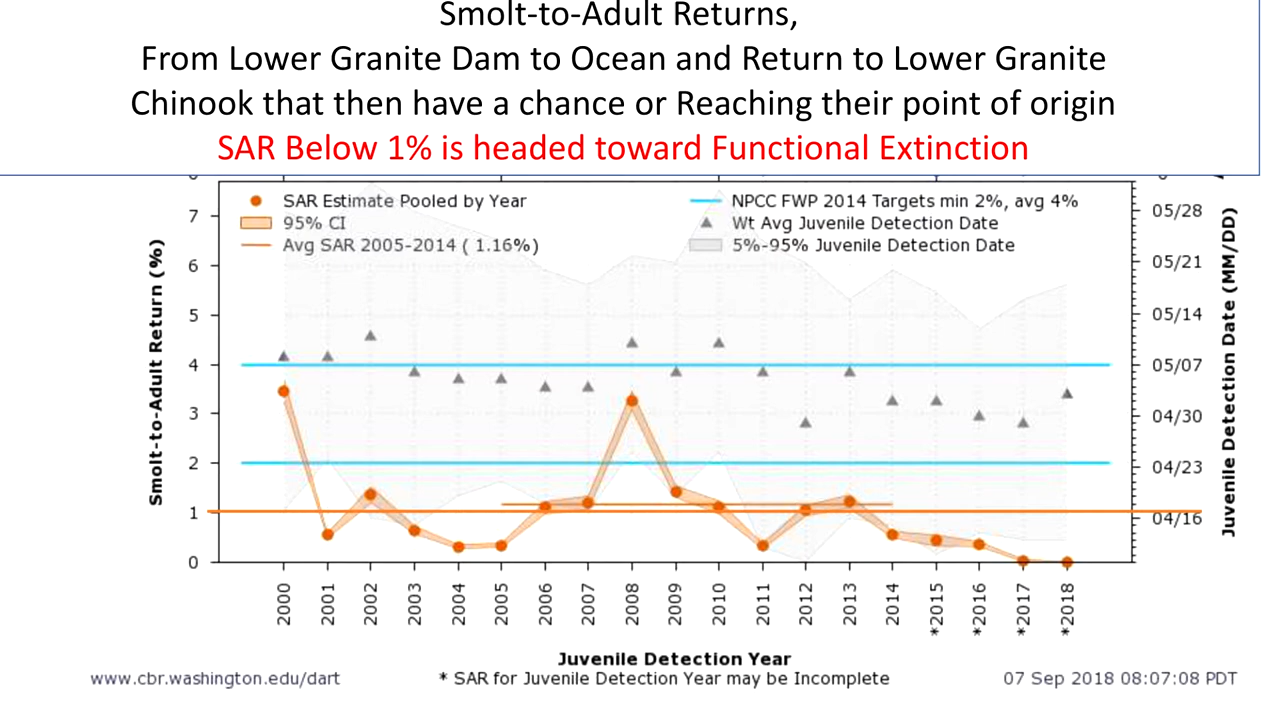 Smolt-to-Adult Returns,
From Lower Granite Dam to Ocean and Return to Lower Granite
Chinook that then have a chance or Reaching their point of origin
SAR Below 1% is headed toward Functional Extinction
SAR Estimate Pooled by Year
95% CI
Avg SAR 2005-2014 ( 1.16%)
NPCC FWP 2014 Targets min 2%, avg 4%
Wt Avg Juvenile Detection Date
5%-95% Juvenile Detection Date
Smolt-to-Adult Return (%)
7
6
5
4
3
2
1
0
05/28
05/21
05/14
05/07
04/30
04/23
04/16
Juvenile Detection Date (MM/DD)
2000
2001
2002
2003
2004
2005
2006
2007
2008
2009
2010
2011
2012
2013
2014
*2015
*2016
*2017
*2018
Juvenile Detection Year
www.cbr.washington.edu/dart
* SAR for Juvenile Detection Year may be Incomplete
07 Sep 2018 08:07:08 PDT